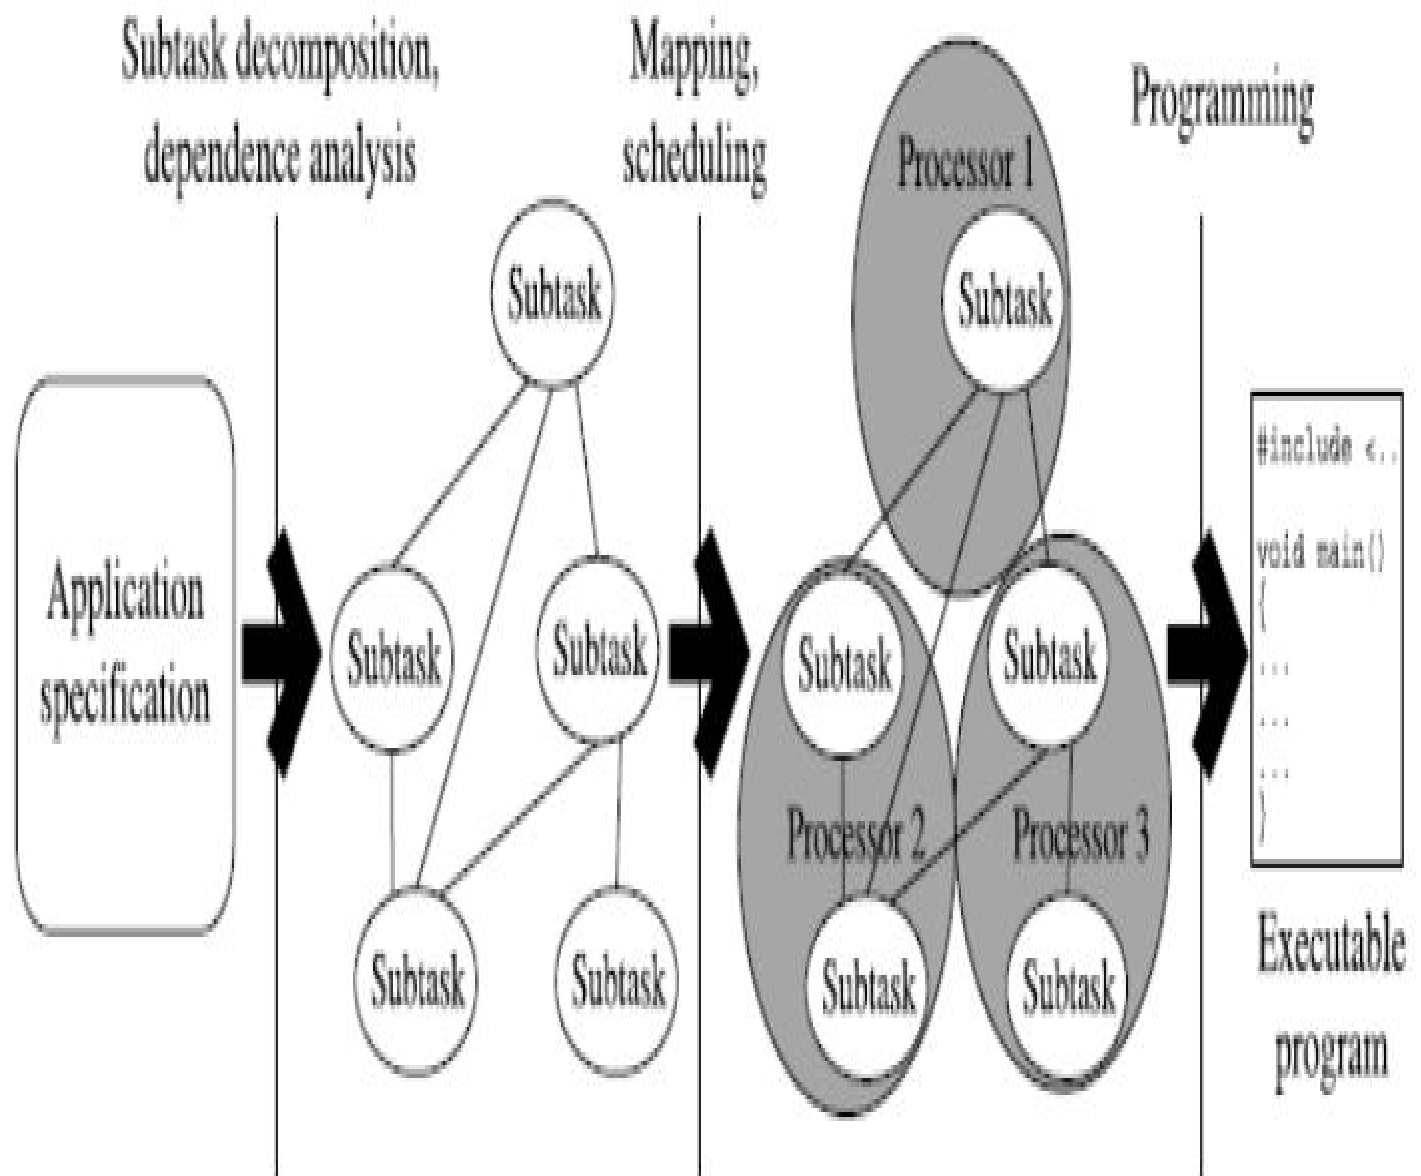 Subtask decomposition,
dependence analysis
Mapping,
scheduling
Programming
Application
specification
Subtask
Subtask
Subtask
Subtask
Subtask
Processor 1
Subtask
Subtask
Processor 2
Subtask
Subtask
Processor 3
Subtask
#include <..
void main()
{
...
...
...
}
Executable
program